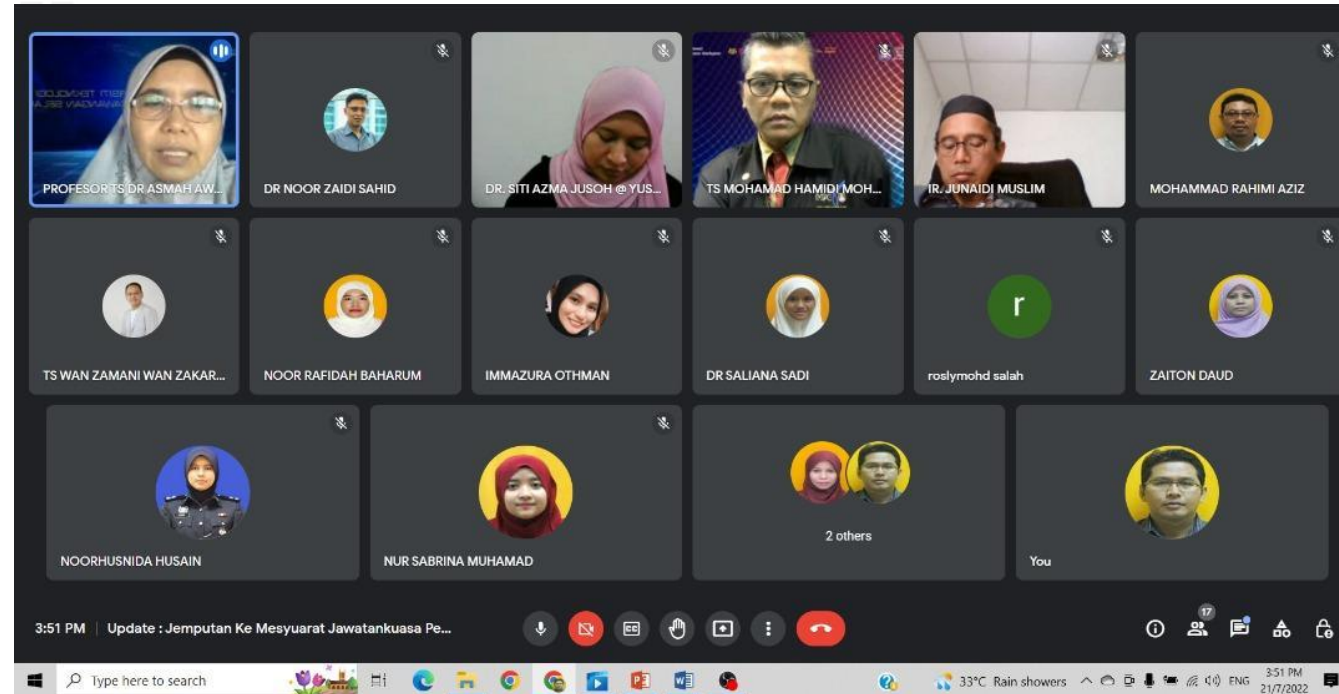 PROFESOR TS DR ASMAH AW...
DR NOOR ZAIDI SAHID
DR. SITI AZMA JUSOH @ YUS...
TS MOHAMAD HAMIDI MOH...
IR. JUNAIDI MUSLIM
MOHAMMAD RAHIMI AZIZ
TS WAN ZAMANI WAN ZAKAR...
NOOR RAFIDAH BAHARUM
IMMAZURA OTHMAN
DR SALIANA SADI
r
roslymohd salah
ZAITON DAUD
NOORHUSNIDA HUSAIN
NUR SABRINA MUHAMAD
2 others
You
3:51 PM | Update : Jemputan Ke Mesyuarat Jawatankuasa Pe...
17
Type here to search
33°C Rain showers
ENG
3:51 PM
21/7/2022